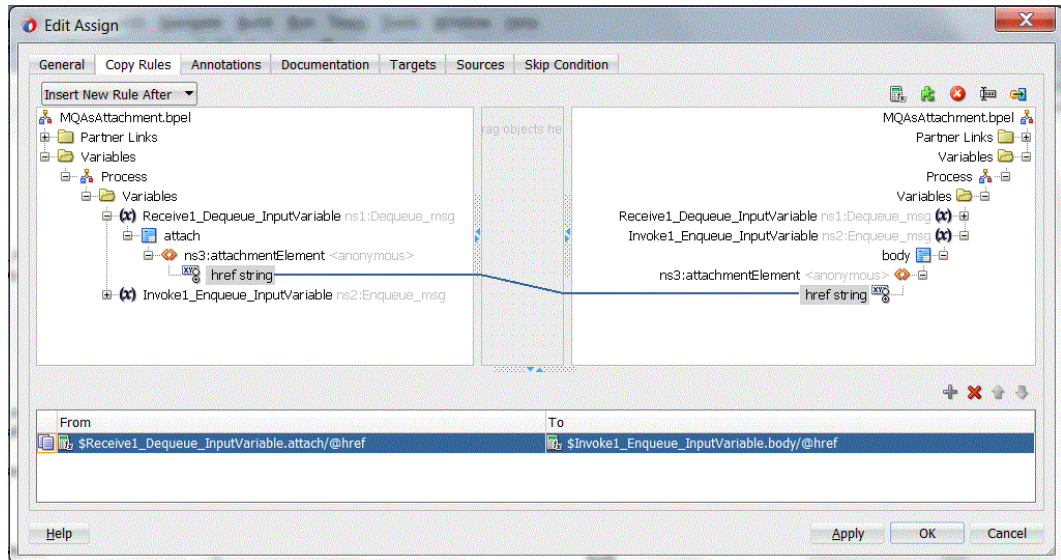 Edit Assign
General Copy Rules Annotations Documentation Targets Sources Skip Condition
Insert New Rule After
MQAsAttachment.bpel
Partner Links
Variables
Process
Variables
Receive1_Dequeue_InputVariable ns1:Dequeue_msg
attach
ns3:attachmentElement <anonymous>
href string
Invoke1_Enqueue_InputVariable ns2:Enqueue_msg
rag objects he
MQAsAttachment.bpel
Partner Links
Variables
Process
Variables
Receive1_Dequeue_InputVariable ns1:Dequeue_msg
Invoke1_Enqueue_InputVariable ns2:Enqueue_msg
body
ns3:attachmentElement <anonymous>
href string
From To
$Receive1_Dequeue_InputVariable.attach/@href $Invoke1_Enqueue_InputVariable.body/@href
Help Apply OK Cancel